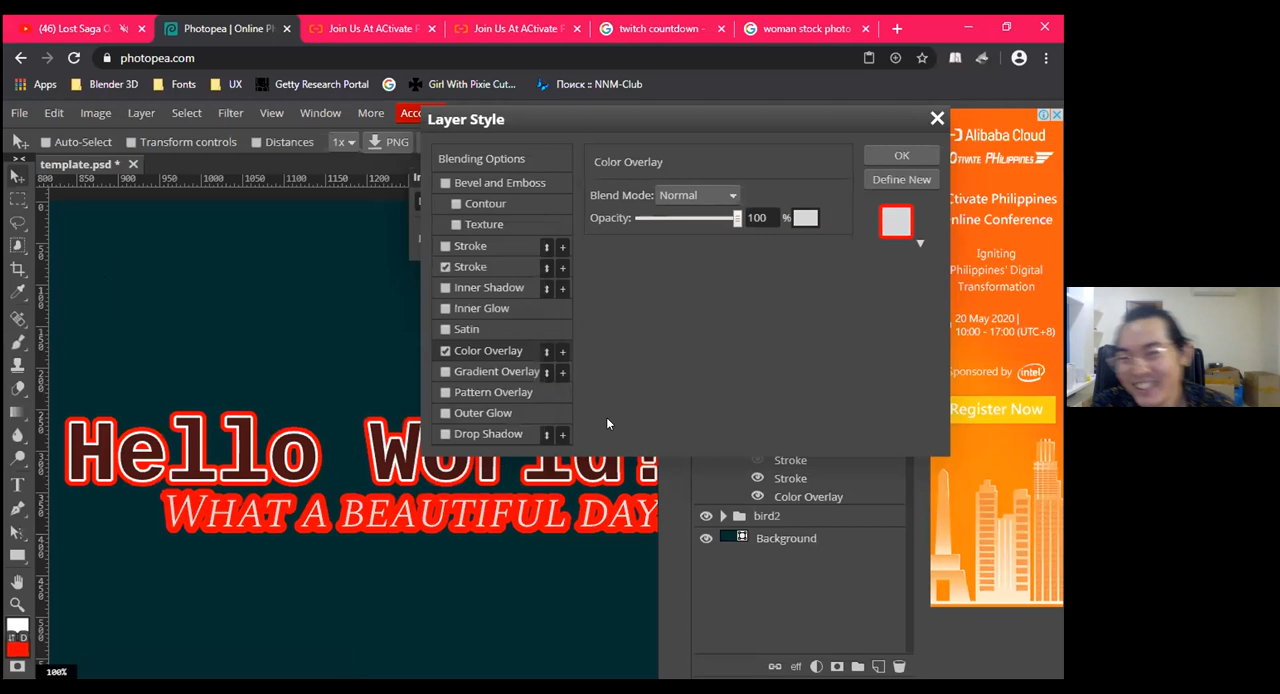 (46) Lost Saga O
Photopea | Online Ph
Join Us At ACtivate P
Join Us At ACtivate P
twitch countdown -
woman stock photo
photopea.com
Apps
Blender 3D
Fonts
UX
Getty Research Portal
Girl With Pixie Cut...
Поиск :: NNM-Club
File Edit Image Layer Select Filter View Window More Acco
Auto-Select
Transform controls
Distances
1x
PNG
template.psd *
800 850 900 950 1000 1050 1100 1150 1200
Layer Style
Blending Options
Bevel and Emboss
Contour
Texture
Stroke
Stroke
Inner Shadow
Inner Glow
Satin
Color Overlay
Gradient Overlay
Pattern Overlay
Outer Glow
Drop Shadow
Color Overlay
Blend Mode: Normal
Opacity: 100 %
OK
Define New
Hello World!
What a beautiful day
Stroke
Stroke
Color Overlay
bird2
Background
eff
100%
Alibaba Cloud
CTIVATE PHILIPPINES
ctivate Philippines
nline Conference
Igniting
Philippines' Digital
Transformation
20 May 2020 |
10:00 - 17:00 (UTC+8)
Sponsored by intel
Register Now